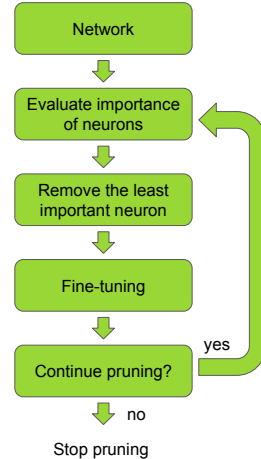 Network
Evaluate importance
of neurons
Remove the least
important neuron
Fine-tuning
Continue pruning?
yes
no
Stop pruning